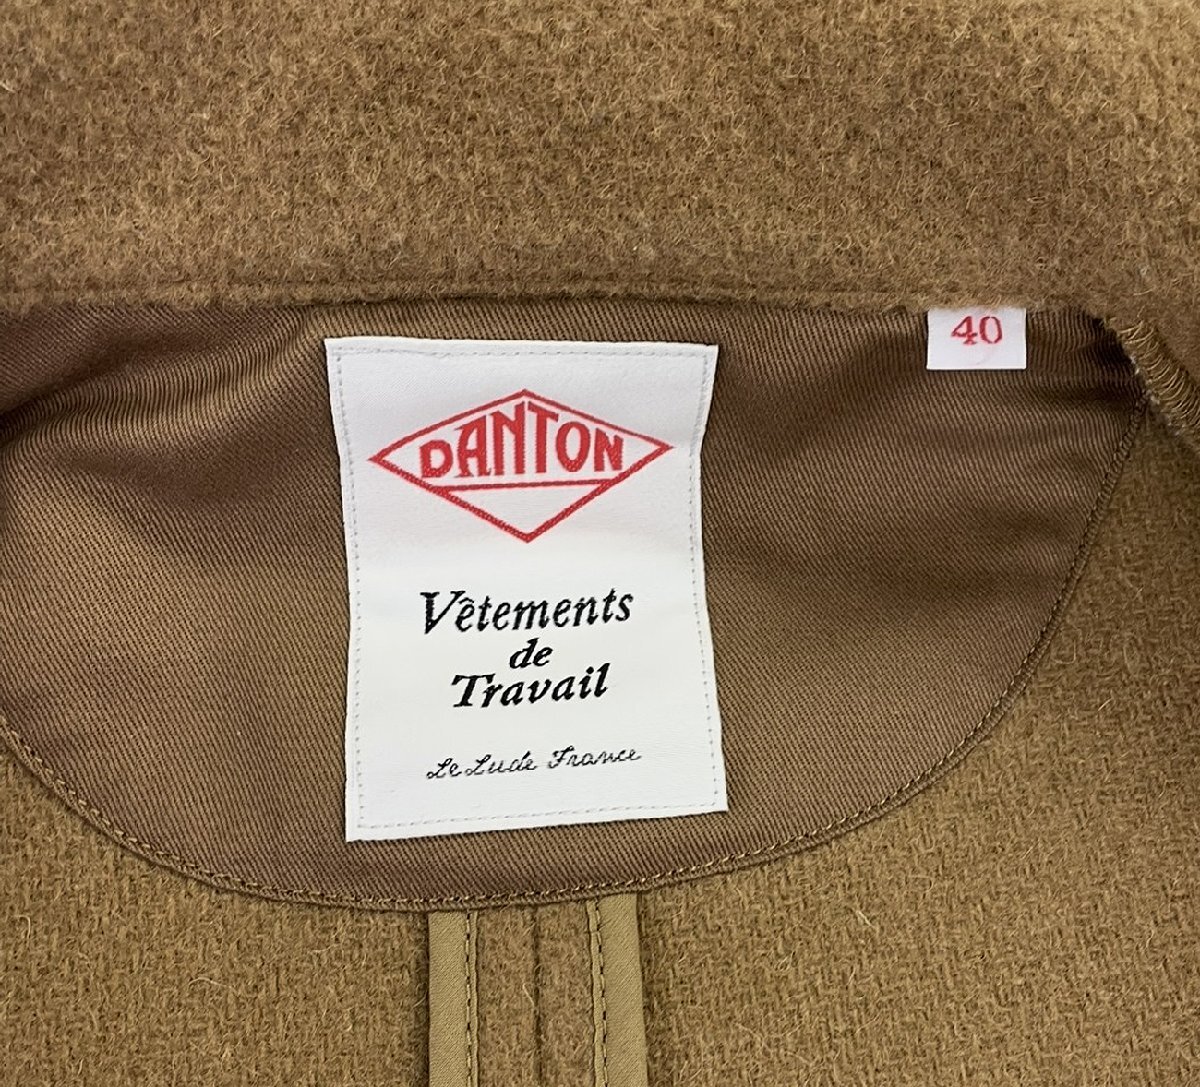 40
DANTON
Vêtements
de
Travail
Le Lude France